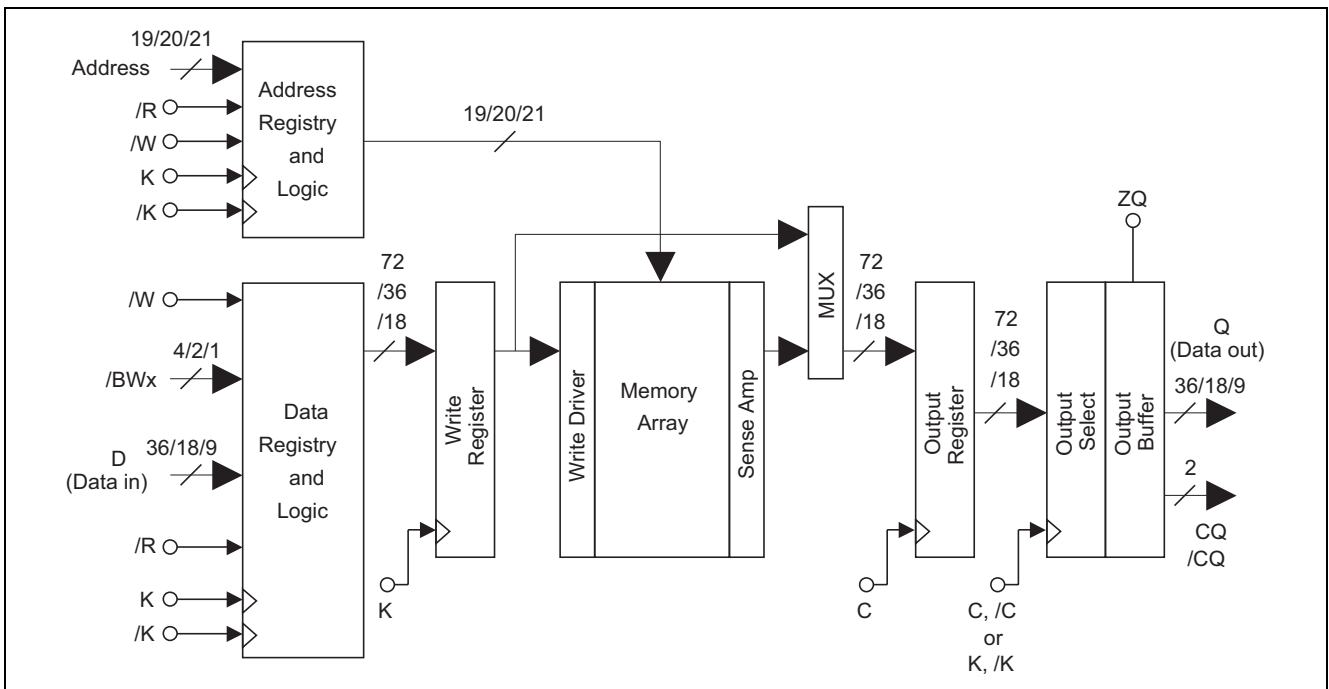 19/20/21
Address
/R
/W
K
/K
Address
Registry
and
Logic
19/20/21
/W
4/2/1
/BWx
36/18/9
D
(Data in)
/R
K
/K
Data
Registry
and
Logic
72
/36
/18
Write
Register
K
Write Driver
Memory
Array
Sense Amp
MUX
72
/36
/18
Output
Register
C
72
/36
/18
ZQ
Output
Select
Output
Buffer
C, /C
or
K, /K
Q
(Data out)
36/18/9
2
CQ
/CQ